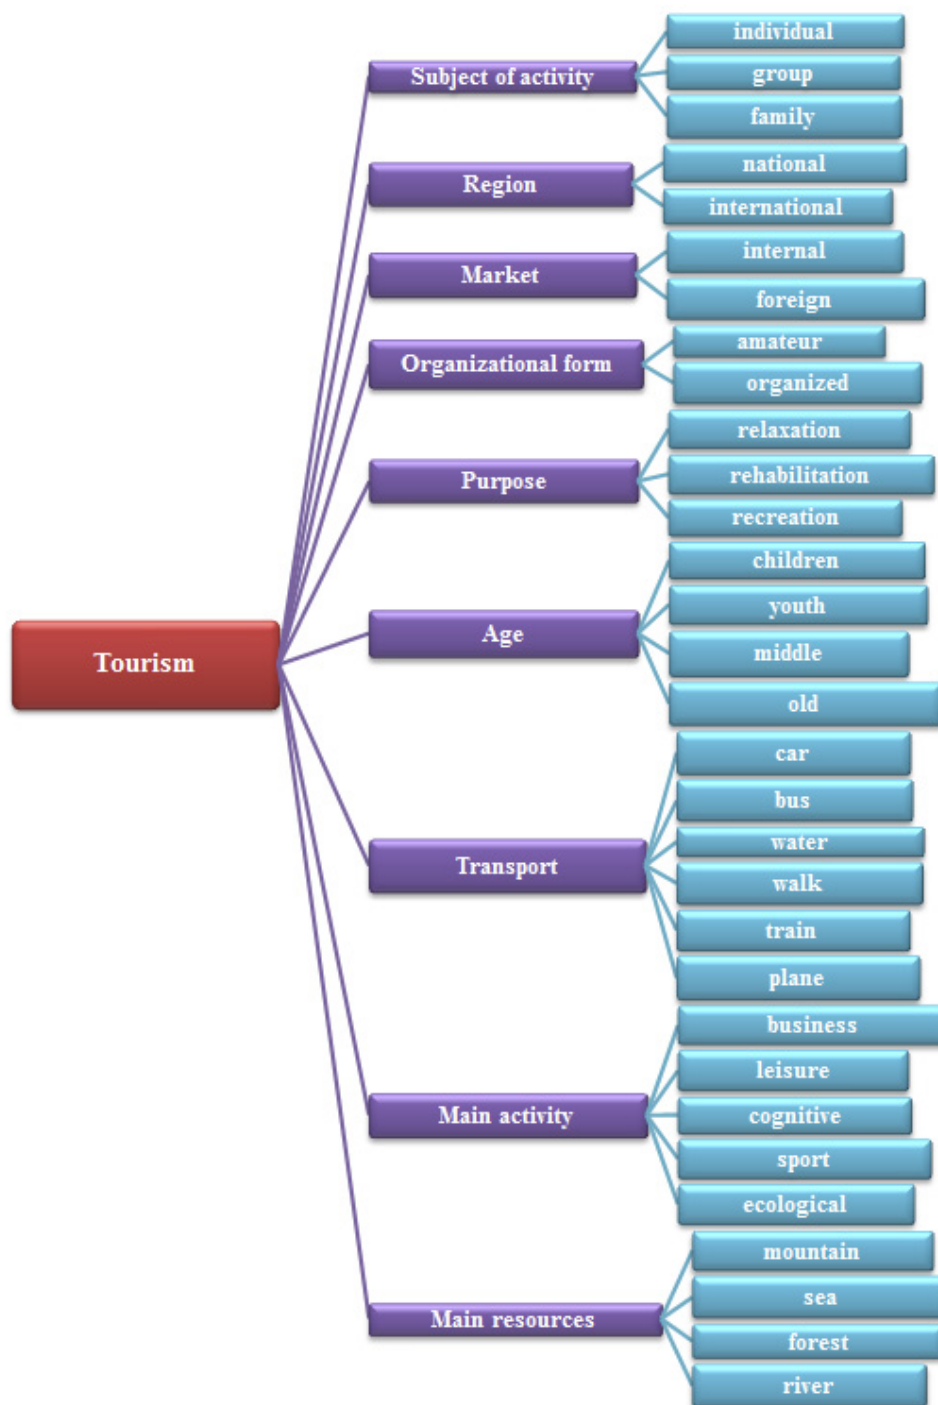 Tourism
Subject of activity
individual
group
family
Region
national
international
Market
internal
foreign
Organizational form
amateur
organized
Purpose
relaxation
rehabilitation
recreation
Age
children
youth
middle
old
Transport
car
bus
water
walk
train
plane
Main activity
business
leisure
cognitive
sport
ecological
Main resources
mountain
sea
forest
river